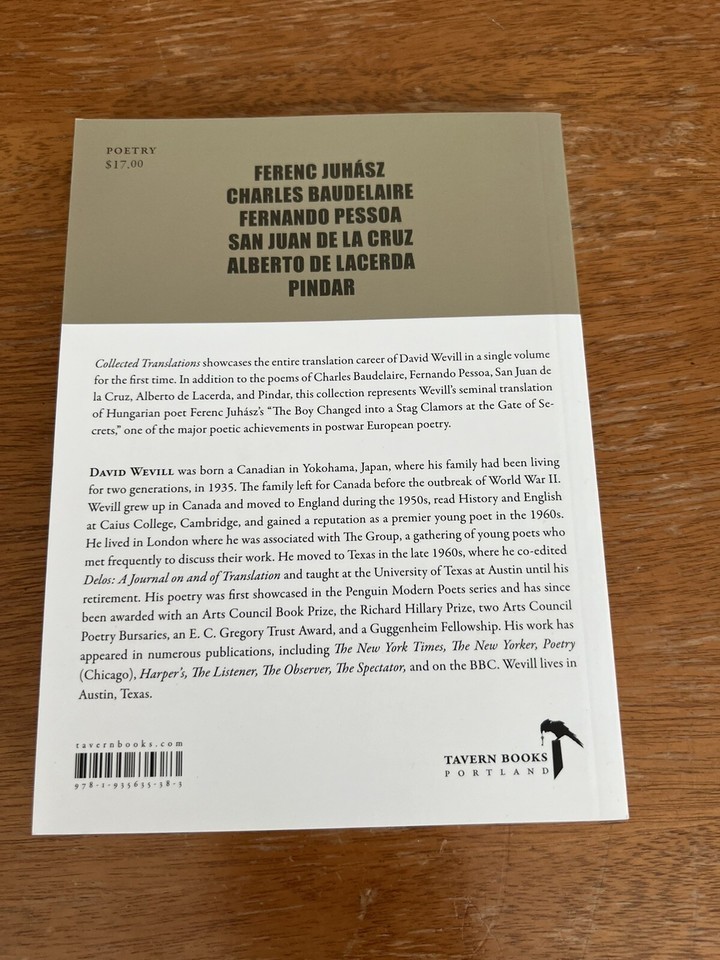 POETRY
$17.00
FERENC JUHÁSZ
CHARLES BAUDELAIRE
FERNANDO PESSOA
SAN JUAN DE LA CRUZ
ALBERTO DE LACERDA
PINDAR
Collected Translations showcases the entire translation career of David Wevill in a single volume
for the first time. In addition to the poems of Charles Baudelaire, Fernando Pessoa, San Juan de
la Cruz, Alberto de Lacerda, and Pindar, this collection represents Wevill's seminal translation
of Hungarian poet Ferenc Juhász's “The Boy Changed into a Stag Clamors at the Gate of Se-
crets,” one of the major poetic achievements in postwar European poetry.
DAVID WEVILL was born a Canadian in Yokohama, Japan, where his family had been living
for two generations, in 1935. The family left for Canada before the outbreak of World War II.
Wevill grew up in Canada and moved to England during the 1950s, read History and English
at Caius College, Cambridge, and gained a reputation as a premier young poet in the 1960s.
He lived in London where he was associated with The Group, a gathering of young poets who
met frequently to discuss their work. He moved to Texas in the late 1960s, where he co-edited
Delos: A Journal on and of Translation and taught at the University of Texas at Austin until his
retirement. His poetry was first showcased in the Penguin Modern Poets series and has since
been awarded with an Arts Council Book Prize, the Richard Hillary Prize, two Arts Council
Poetry Bursaries, an E. C. Gregory Trust Award, and a Guggenheim Fellowship. His work has
appeared in numerous publications, including The New York Times, The New Yorker, Poetry
(Chicago), Harper's, The Listener, The Observer, The Spectator, and on the BBC. Wevill lives in
Austin, Texas.
tavernbooks.com
978-1-935635-38-3
TAVERN BOOKS
PORTLAND